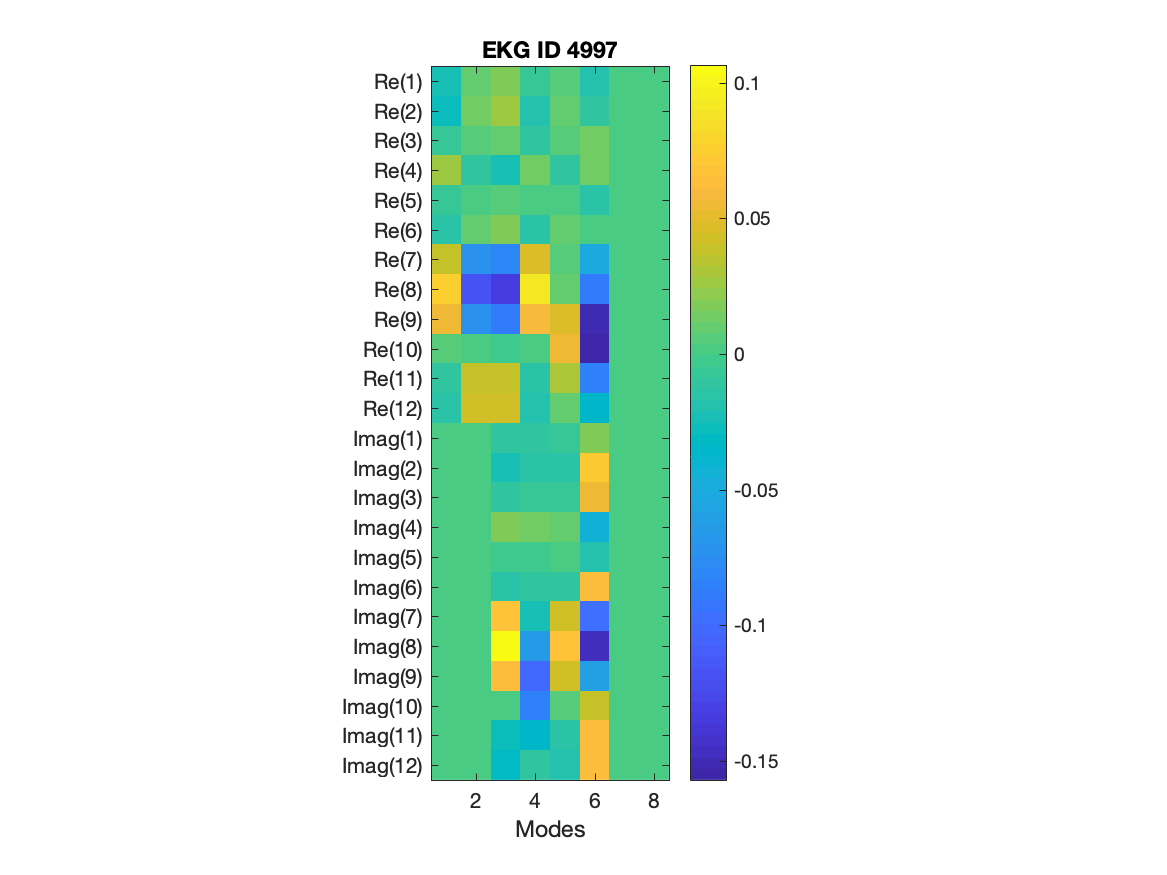 EKG ID 4997
Re(1)
Re(2)
Re(3)
Re(4)
Re(5)
Re(6)
Re(7)
Re(8)
Re(9)
Re(10)
Re(11)
Re(12)
Imag(1)
Imag(2)
Imag(3)
Imag(4)
Imag(5)
Imag(6)
Imag(7)
Imag(8)
Imag(9)
Imag(10)
Imag(11)
Imag(12)
2 4 6 8
Modes
0.1
0.05
0
-0.05
-0.1
-0.15